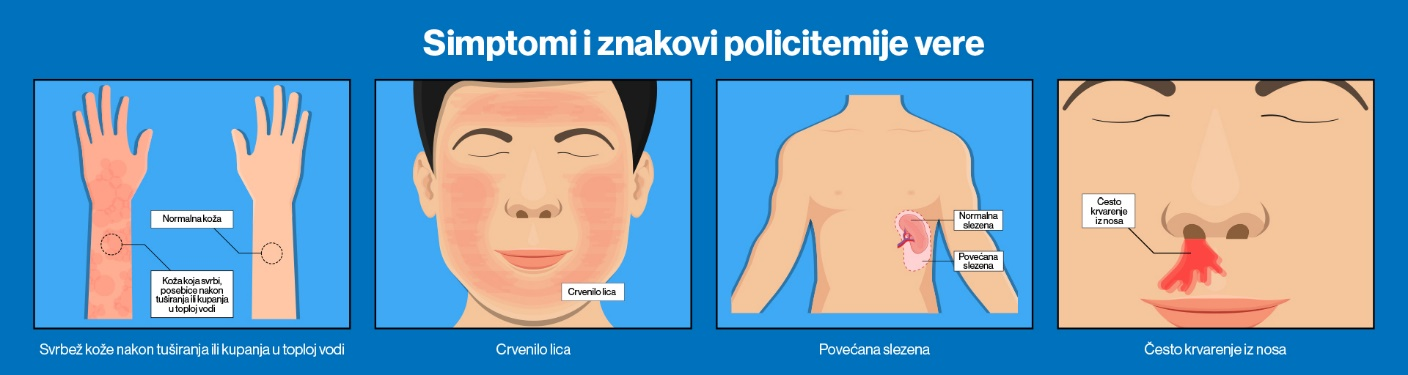 Simptomi i znakovi policitemije vere
Normalna koža
Koža koja svrbi,
posebice nakon
tuširanja ili kupanja
u toploj vodi
Svrbež kože nakon tuširanja ili kupanja u toploj vodi
Crvenilo lica
Crvenilo lica
Normalna
slezena
Povećana
slezena
Povećana slezena
Često
krvarenje
iz nosa
Često krvarenje iz nosa